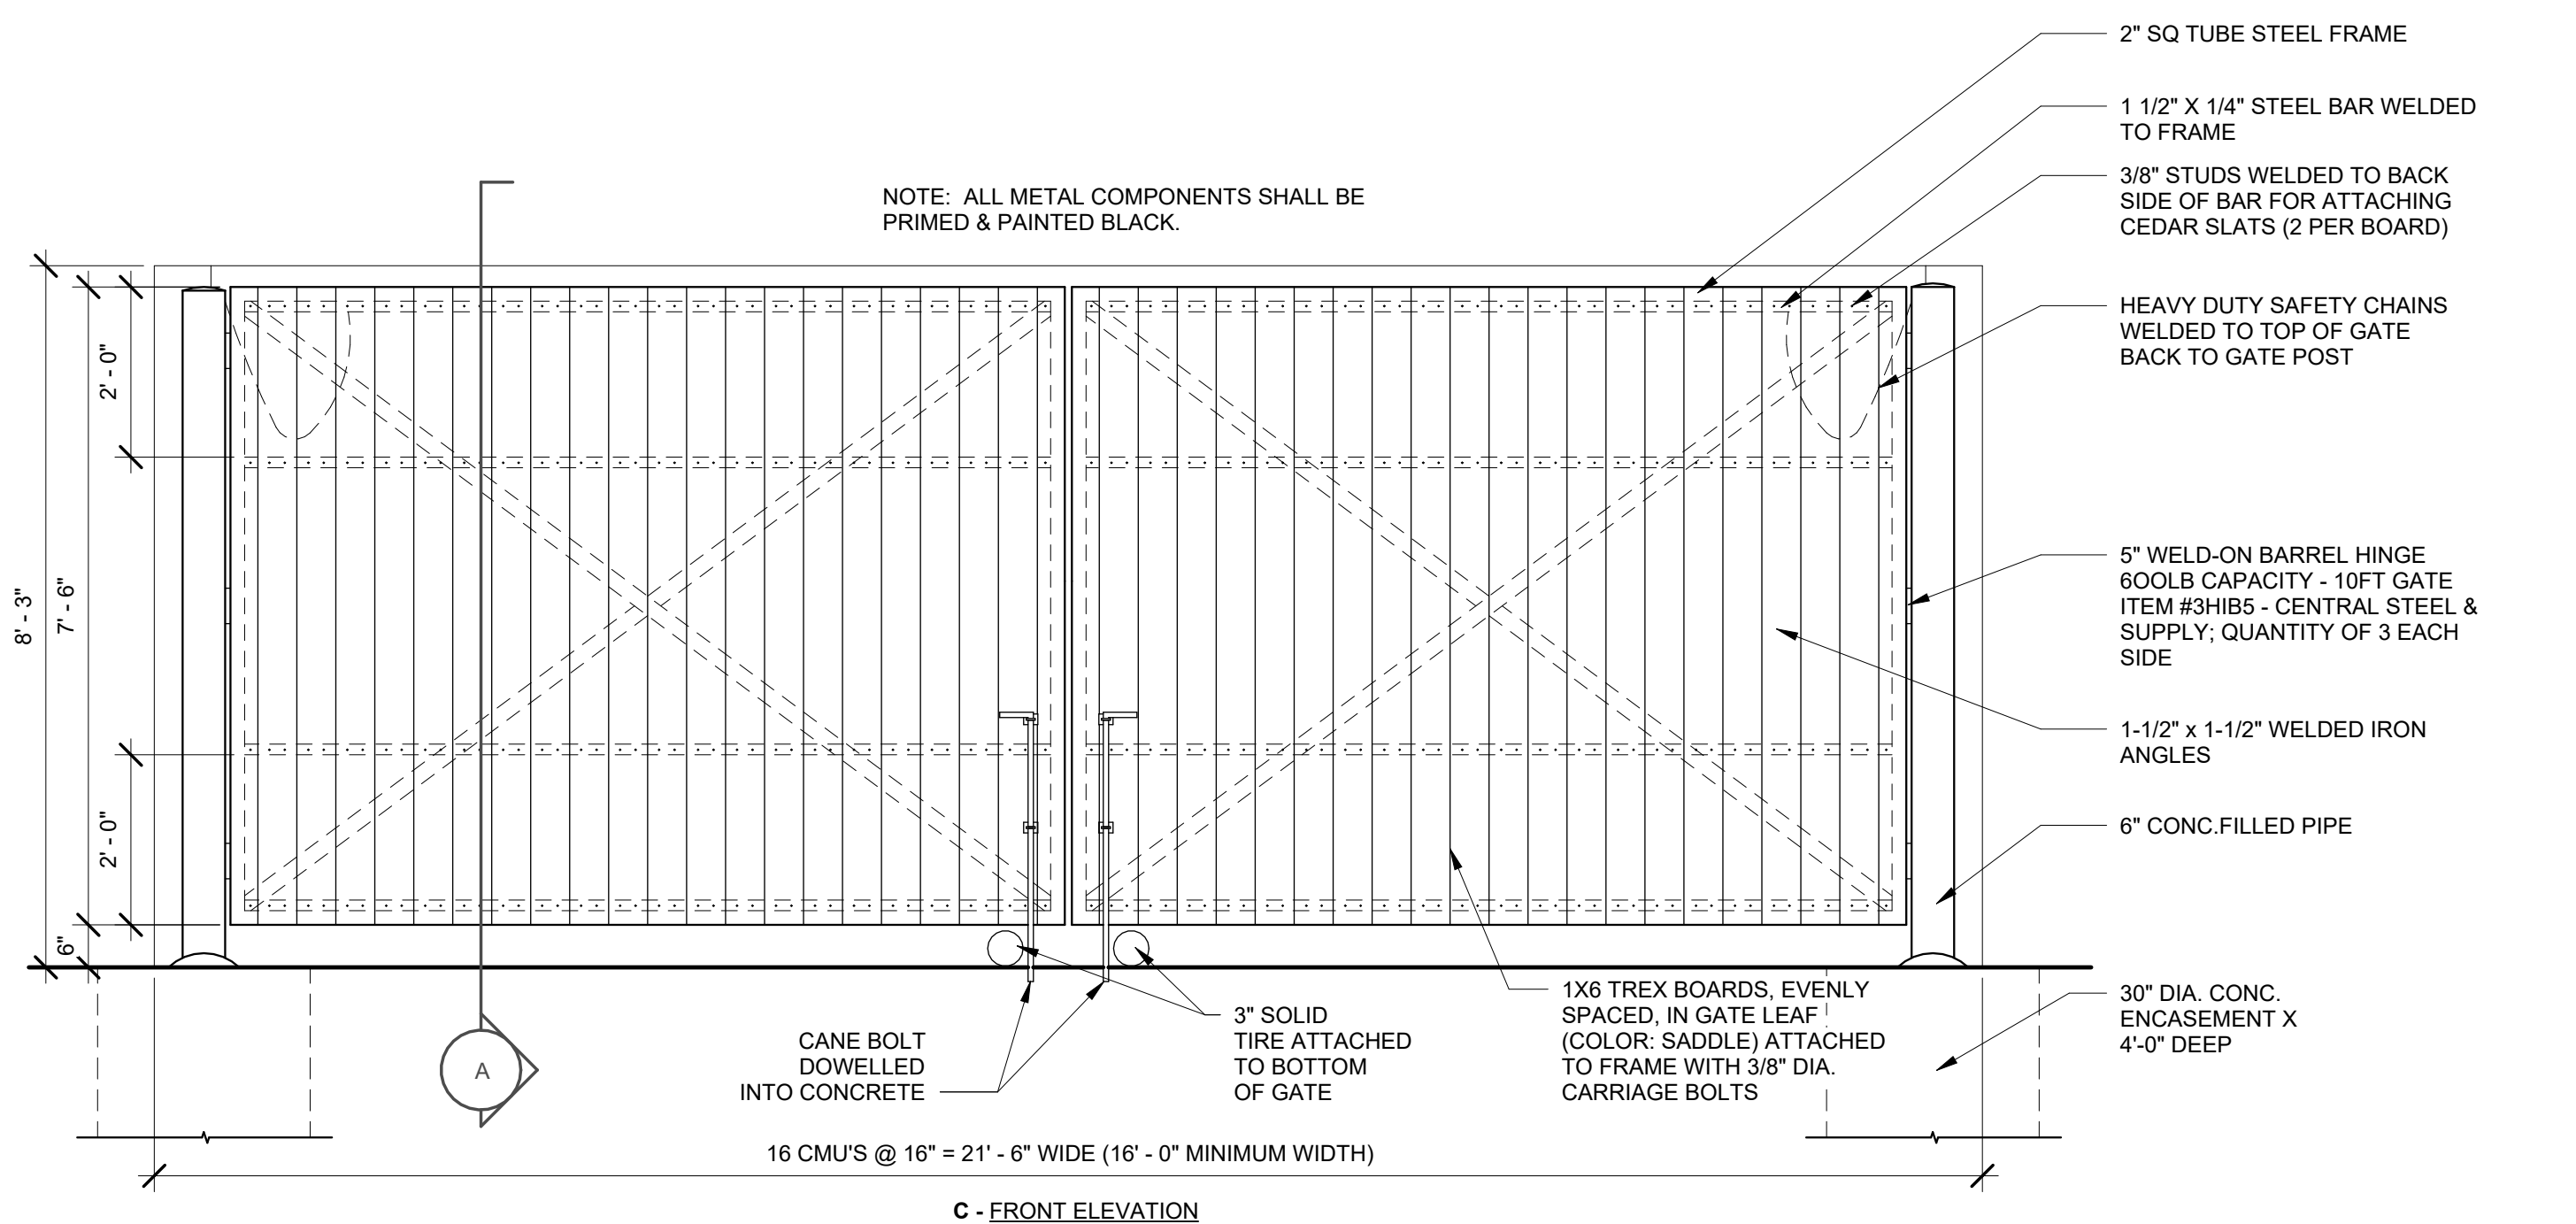 2" SQ TUBE STEEL FRAME
1 1/2" X 1/4" STEEL BAR WELDED
TO FRAME
3/8" STUDS WELDED TO BACK
SIDE OF BAR FOR ATTACHING
CEDAR SLATS (2 PER BOARD)
NOTE:  ALL METAL COMPONENTS SHALL BE
PRIMED & PAINTED BLACK.
HEAVY DUTY SAFETY CHAINS
WELDED TO TOP OF GATE
BACK TO GATE POST
2' - 0"
8' - 3"
7' - 6"
5" WELD-ON BARREL HINGE
6OOLB CAPACITY - 10FT GATE
ITEM #3HIB5 - CENTRAL STEEL &
SUPPLY; QUANTITY OF 3 EACH
SIDE
1-1/2" x 1-1/2" WELDED IRON
ANGLES
2' - 0"
6" CONC.FILLED PIPE
6"
1X6 TREX BOARDS, EVENLY
SPACED, IN GATE LEAF
(COLOR: SADDLE) ATTACHED
TO FRAME WITH 3/8" DIA.
CARRIAGE BOLTS
30" DIA. CONC.
ENCASEMENT X
4'-0" DEEP
3" SOLID
TIRE ATTACHED
TO BOTTOM
OF GATE
CANE BOLT
DOWELLED
INTO CONCRETE
A
16 CMU'S @ 16" = 21' - 6" WIDE (16' - 0" MINIMUM WIDTH)
C - FRONT ELEVATION